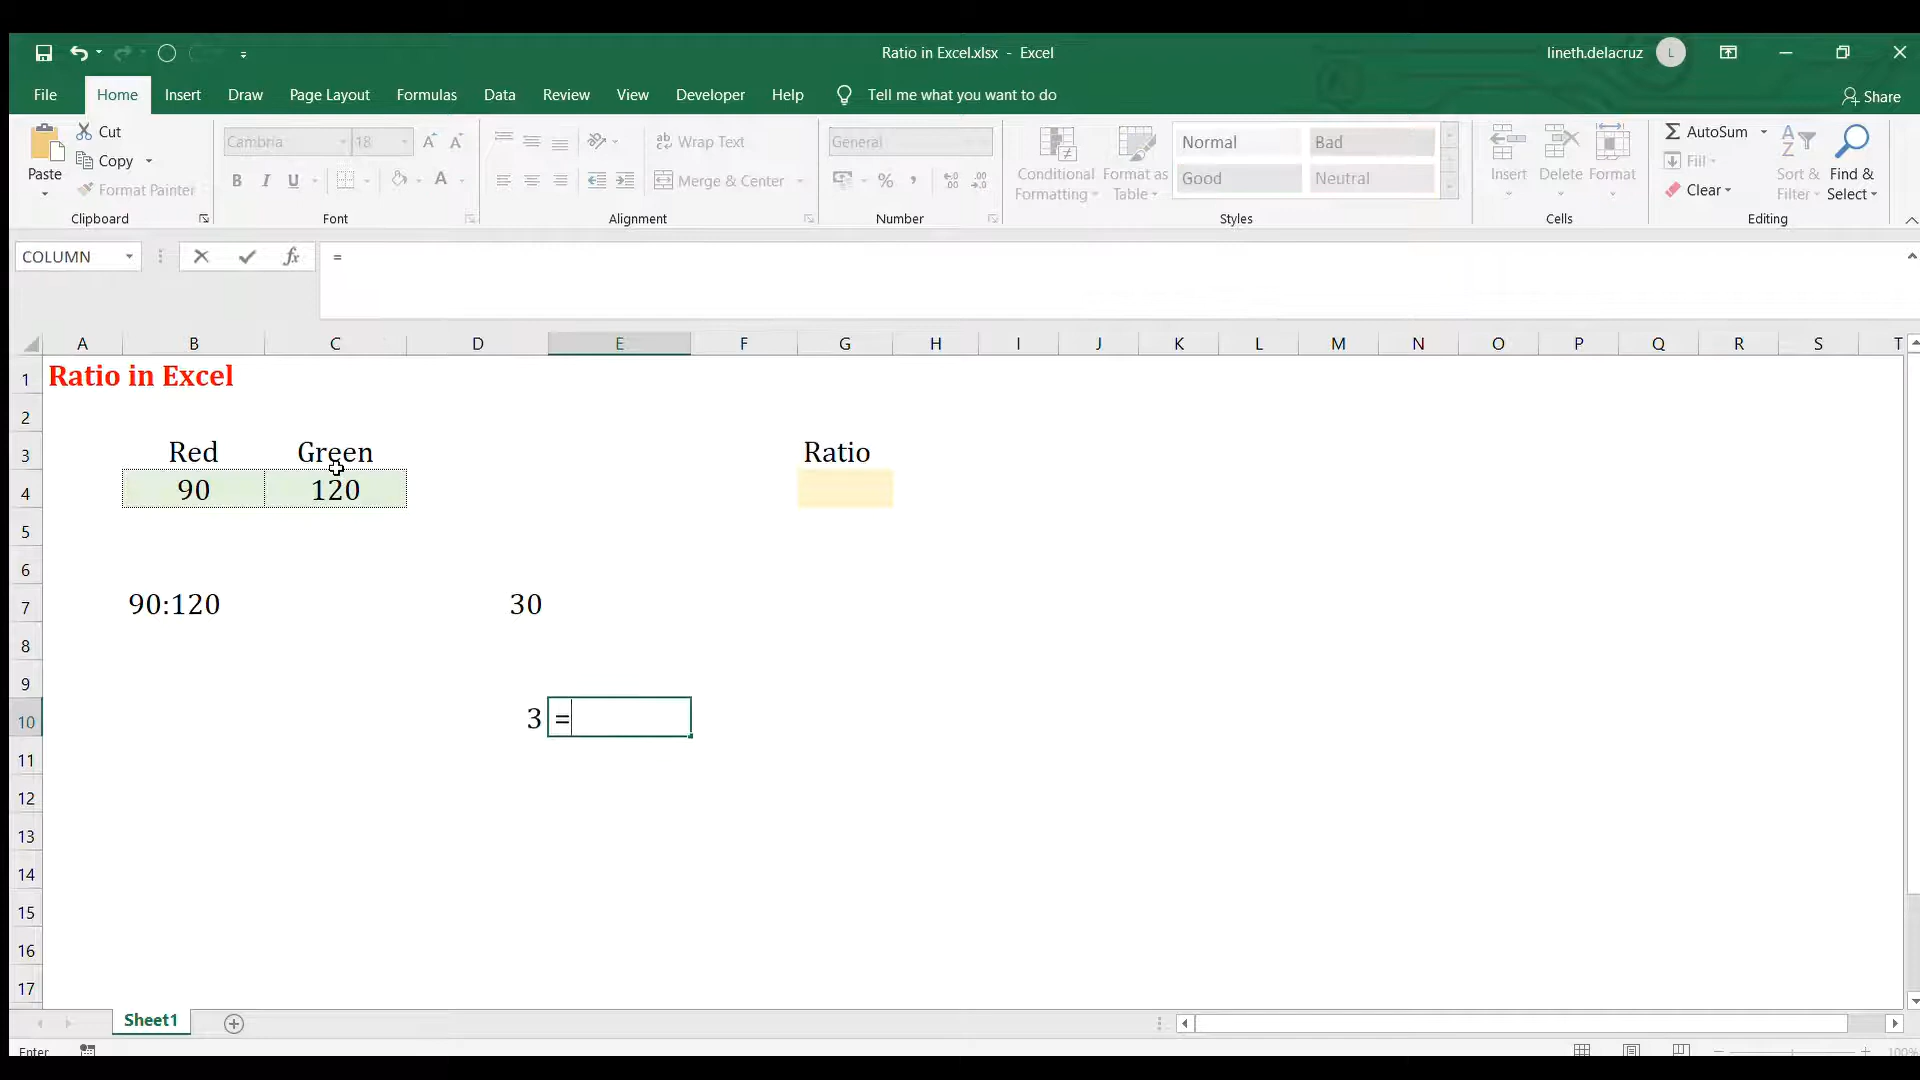 Ratio in Excel.xlsx - Excel
lineth.delacruz L
File Home Insert Draw Page Layout Formulas Data Review View Developer Help Tell me what you want to do Share
Cut
Copy
Format Painter
Paste
Clipboard
Cambria 18
B I U
Font
Wrap Text
Merge & Center
Alignment
General
Number
Conditional Formatting
Format as Table
Normal Bad
Good Neutral
Styles
Insert Delete Format
Cells
AutoSum
Fill
Clear
Sort & Filter
Find & Select
Editing
COLUMN fx =
A B C D E F G H I J K L M N O P Q R S T
1 Ratio in Excel
2
3 Red Green Ratio
4 90 120
5
6
7 90:120 30
8
9
10 3 =
11
12
13
14
15
16
17
Sheet1
Enter 100%